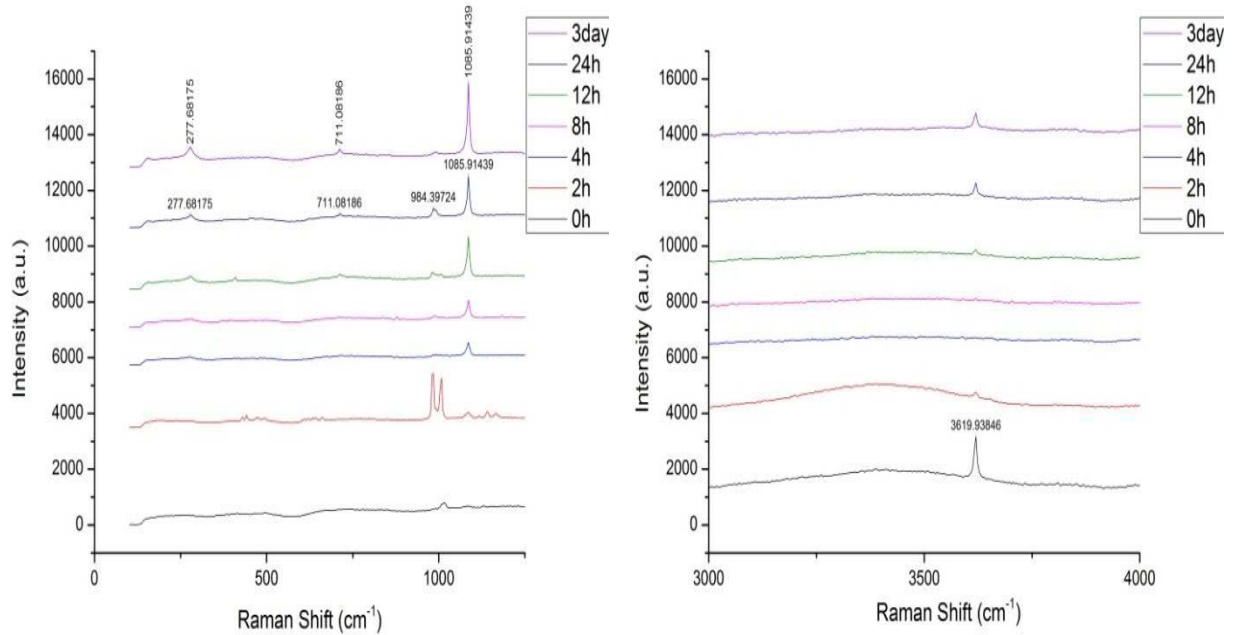 277.68175
711.08186
1085.91439
277.68175
711.08186
984.39724
1085.91439
3day
24h
12h
8h
4h
2h
0h
16000
14000
12000
10000
8000
6000
4000
2000
0
Intensity (a.u.)
0
500
1000
Raman Shift (cm⁻¹)
3619.93846
3day
24h
12h
8h
4h
2h
0h
16000
14000
12000
10000
8000
6000
4000
2000
0
Intensity (a.u.)
3000
3500
4000
Raman Shift (cm⁻¹)